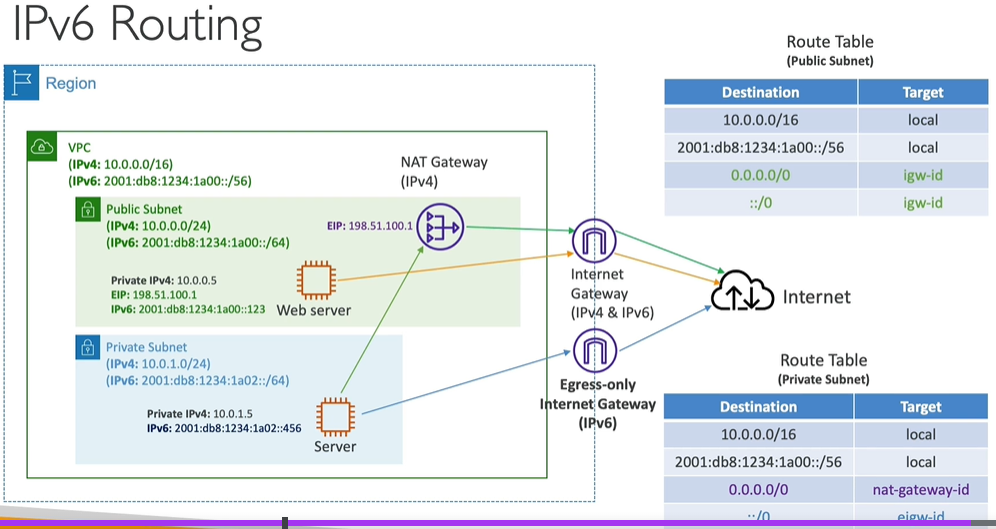 IPv6 Routing
Region
VPC
(IPv4: 10.0.0.0/16)
(IPv6: 2001:db8:1234:1a00::/56)
NAT Gateway
(IPv4)
EIP: 198.51.100.1
Public Subnet
(IPv4: 10.0.0.0/24)
(IPv6: 2001:db8:1234:1a00::/64)
Private IPv4: 10.0.0.5
EIP: 198.51.100.1
IPv6: 2001:db8:1234:1a00::123
Web server
Private Subnet
(IPv4: 10.0.1.0/24)
(IPv6: 2001:db8:1234:1a02::/64)
Private IPv4: 10.0.1.5
IPv6: 2001:db8:1234:1a02::456
Server
Internet
Gateway
(IPv4 & IPv6)
Egress-only
Internet Gateway
(IPv6)
Internet
Route Table
(Public Subnet)
Destination Target
10.0.0.0/16 local
2001:db8:1234:1a00::/56 local
0.0.0.0/0 igw-id
::/0 igw-id
Route Table
(Private Subnet)
Destination Target
10.0.0.0/16 local
2001:db8:1234:1a00::/56 local
0.0.0.0/0 nat-gateway-id
::/0 eigw-id